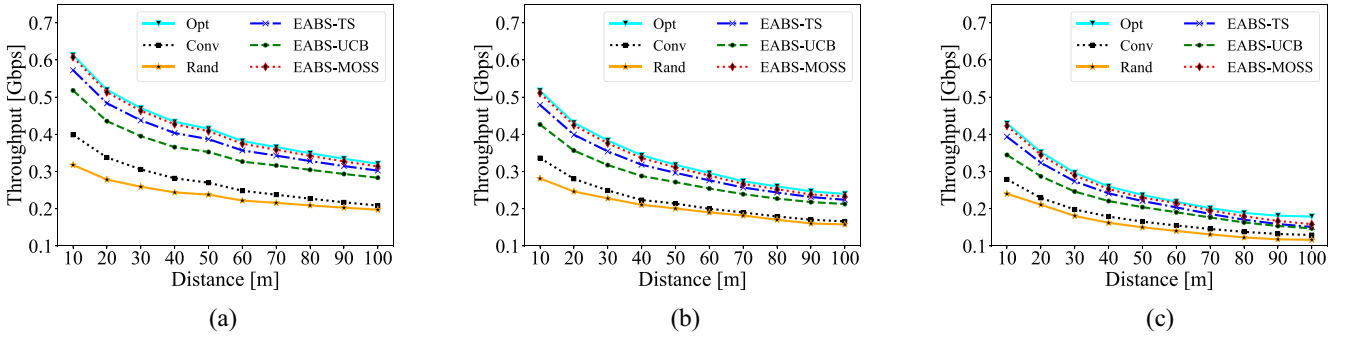 Throughput [Gbps]
0.7
0.6
0.5
0.4
0.3
0.2
0.1
Opt
Conv
Rand
EABS-TS
EABS-UCB
EABS-MOSS
10 20 30 40 50 60 70 80 90 100
Distance [m]
(a)
Throughput [Gbps]
0.7
0.6
0.5
0.4
0.3
0.2
0.1
Opt
Conv
Rand
EABS-TS
EABS-UCB
EABS-MOSS
10 20 30 40 50 60 70 80 90 100
Distance [m]
(b)
Throughput [Gbps]
0.7
0.6
0.5
0.4
0.3
0.2
0.1
Opt
Conv
Rand
EABS-TS
EABS-UCB
EABS-MOSS
10 20 30 40 50 60 70 80 90 100
Distance [m]
(c)